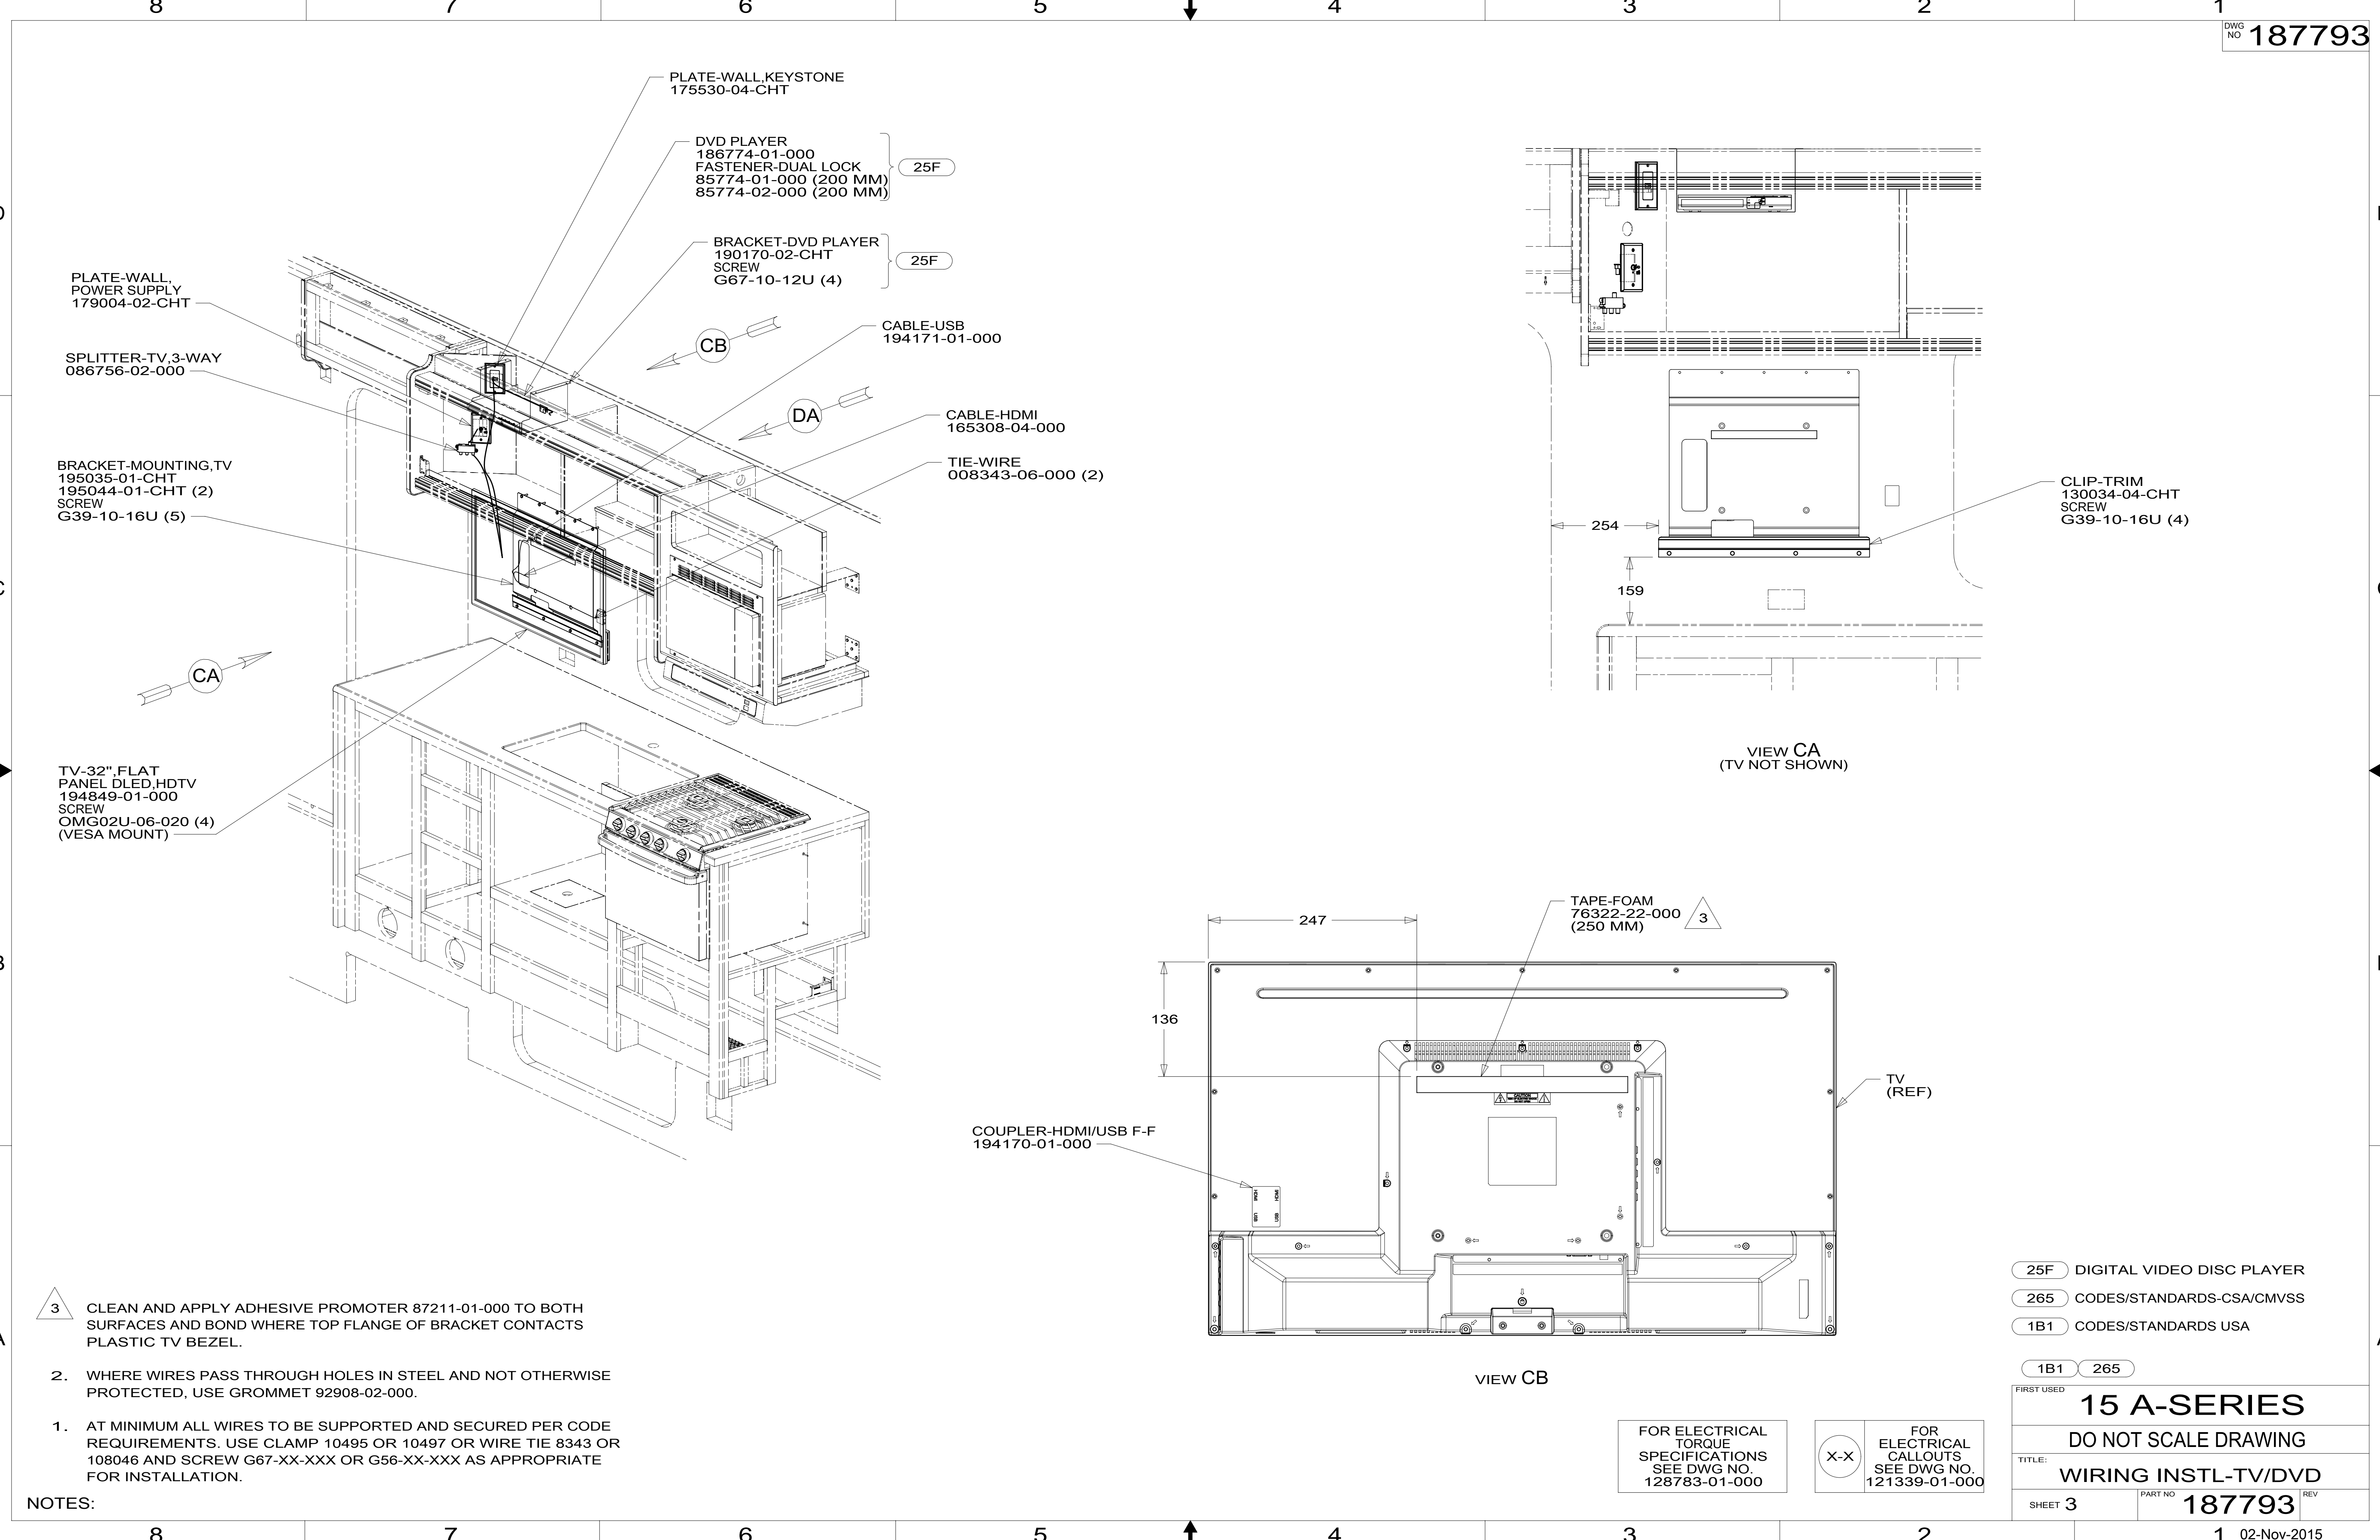 8 7 6 5 4 3 2 1
DWG NO 187793
PLATE-WALL,KEYSTONE
175530-04-CHT
DVD PLAYER
186774-01-000
FASTENER-DUAL LOCK
85774-01-000 (200 MM)
85774-02-000 (200 MM)
25F
BRACKET-DVD PLAYER
190170-02-CHT
SCREW
G67-10-12U (4)
25F
PLATE-WALL,
POWER SUPPLY
179004-02-CHT
SPLITTER-TV,3-WAY
086756-02-000
BRACKET-MOUNTING,TV
195035-01-CHT
195044-01-CHT (2)
SCREW
G39-10-16U (5)
CABLE-USB
194171-01-000
CB
DA
CABLE-HDMI
165308-04-000
TIE-WIRE
008343-06-000 (2)
CA
TV-32",FLAT
PANEL DLED,HDTV
194849-01-000
SCREW
OMG02U-06-020 (4)
(VESA MOUNT)
CLIP-TRIM
130034-04-CHT
SCREW
G39-10-16U (4)
254
159
VIEW CA
(TV NOT SHOWN)
TAPE-FOAM
76322-22-000
(250 MM)
3
247
136
TV
(REF)
CAUTION
COUPLER-HDMI/USB F-F
194170-01-000
HDMI HDMI
USB USB
VIEW CB
3 CLEAN AND APPLY ADHESIVE PROMOTER 87211-01-000 TO BOTH
SURFACES AND BOND WHERE TOP FLANGE OF BRACKET CONTACTS
PLASTIC TV BEZEL.
2. WHERE WIRES PASS THROUGH HOLES IN STEEL AND NOT OTHERWISE
PROTECTED, USE GROMMET 92908-02-000.
1. AT MINIMUM ALL WIRES TO BE SUPPORTED AND SECURED PER CODE
REQUIREMENTS. USE CLAMP 10495 OR 10497 OR WIRE TIE 8343 OR
108046 AND SCREW G67-XX-XXX OR G56-XX-XXX AS APPROPRIATE
FOR INSTALLATION.
NOTES:
25F DIGITAL VIDEO DISC PLAYER
265 CODES/STANDARDS-CSA/CMVSS
1B1 CODES/STANDARDS USA
1B1 265
FOR ELECTRICAL
TORQUE
SPECIFICATIONS
SEE DWG NO.
128783-01-000
X-X
FOR
ELECTRICAL
CALLOUTS
SEE DWG NO.
121339-01-000
FIRST USED
15 A-SERIES
DO NOT SCALE DRAWING
TITLE:
WIRING INSTL-TV/DVD
SHEET 3
PART NO 187793
REV
8 7 6 5 4 3 2 1
02-Nov-2015